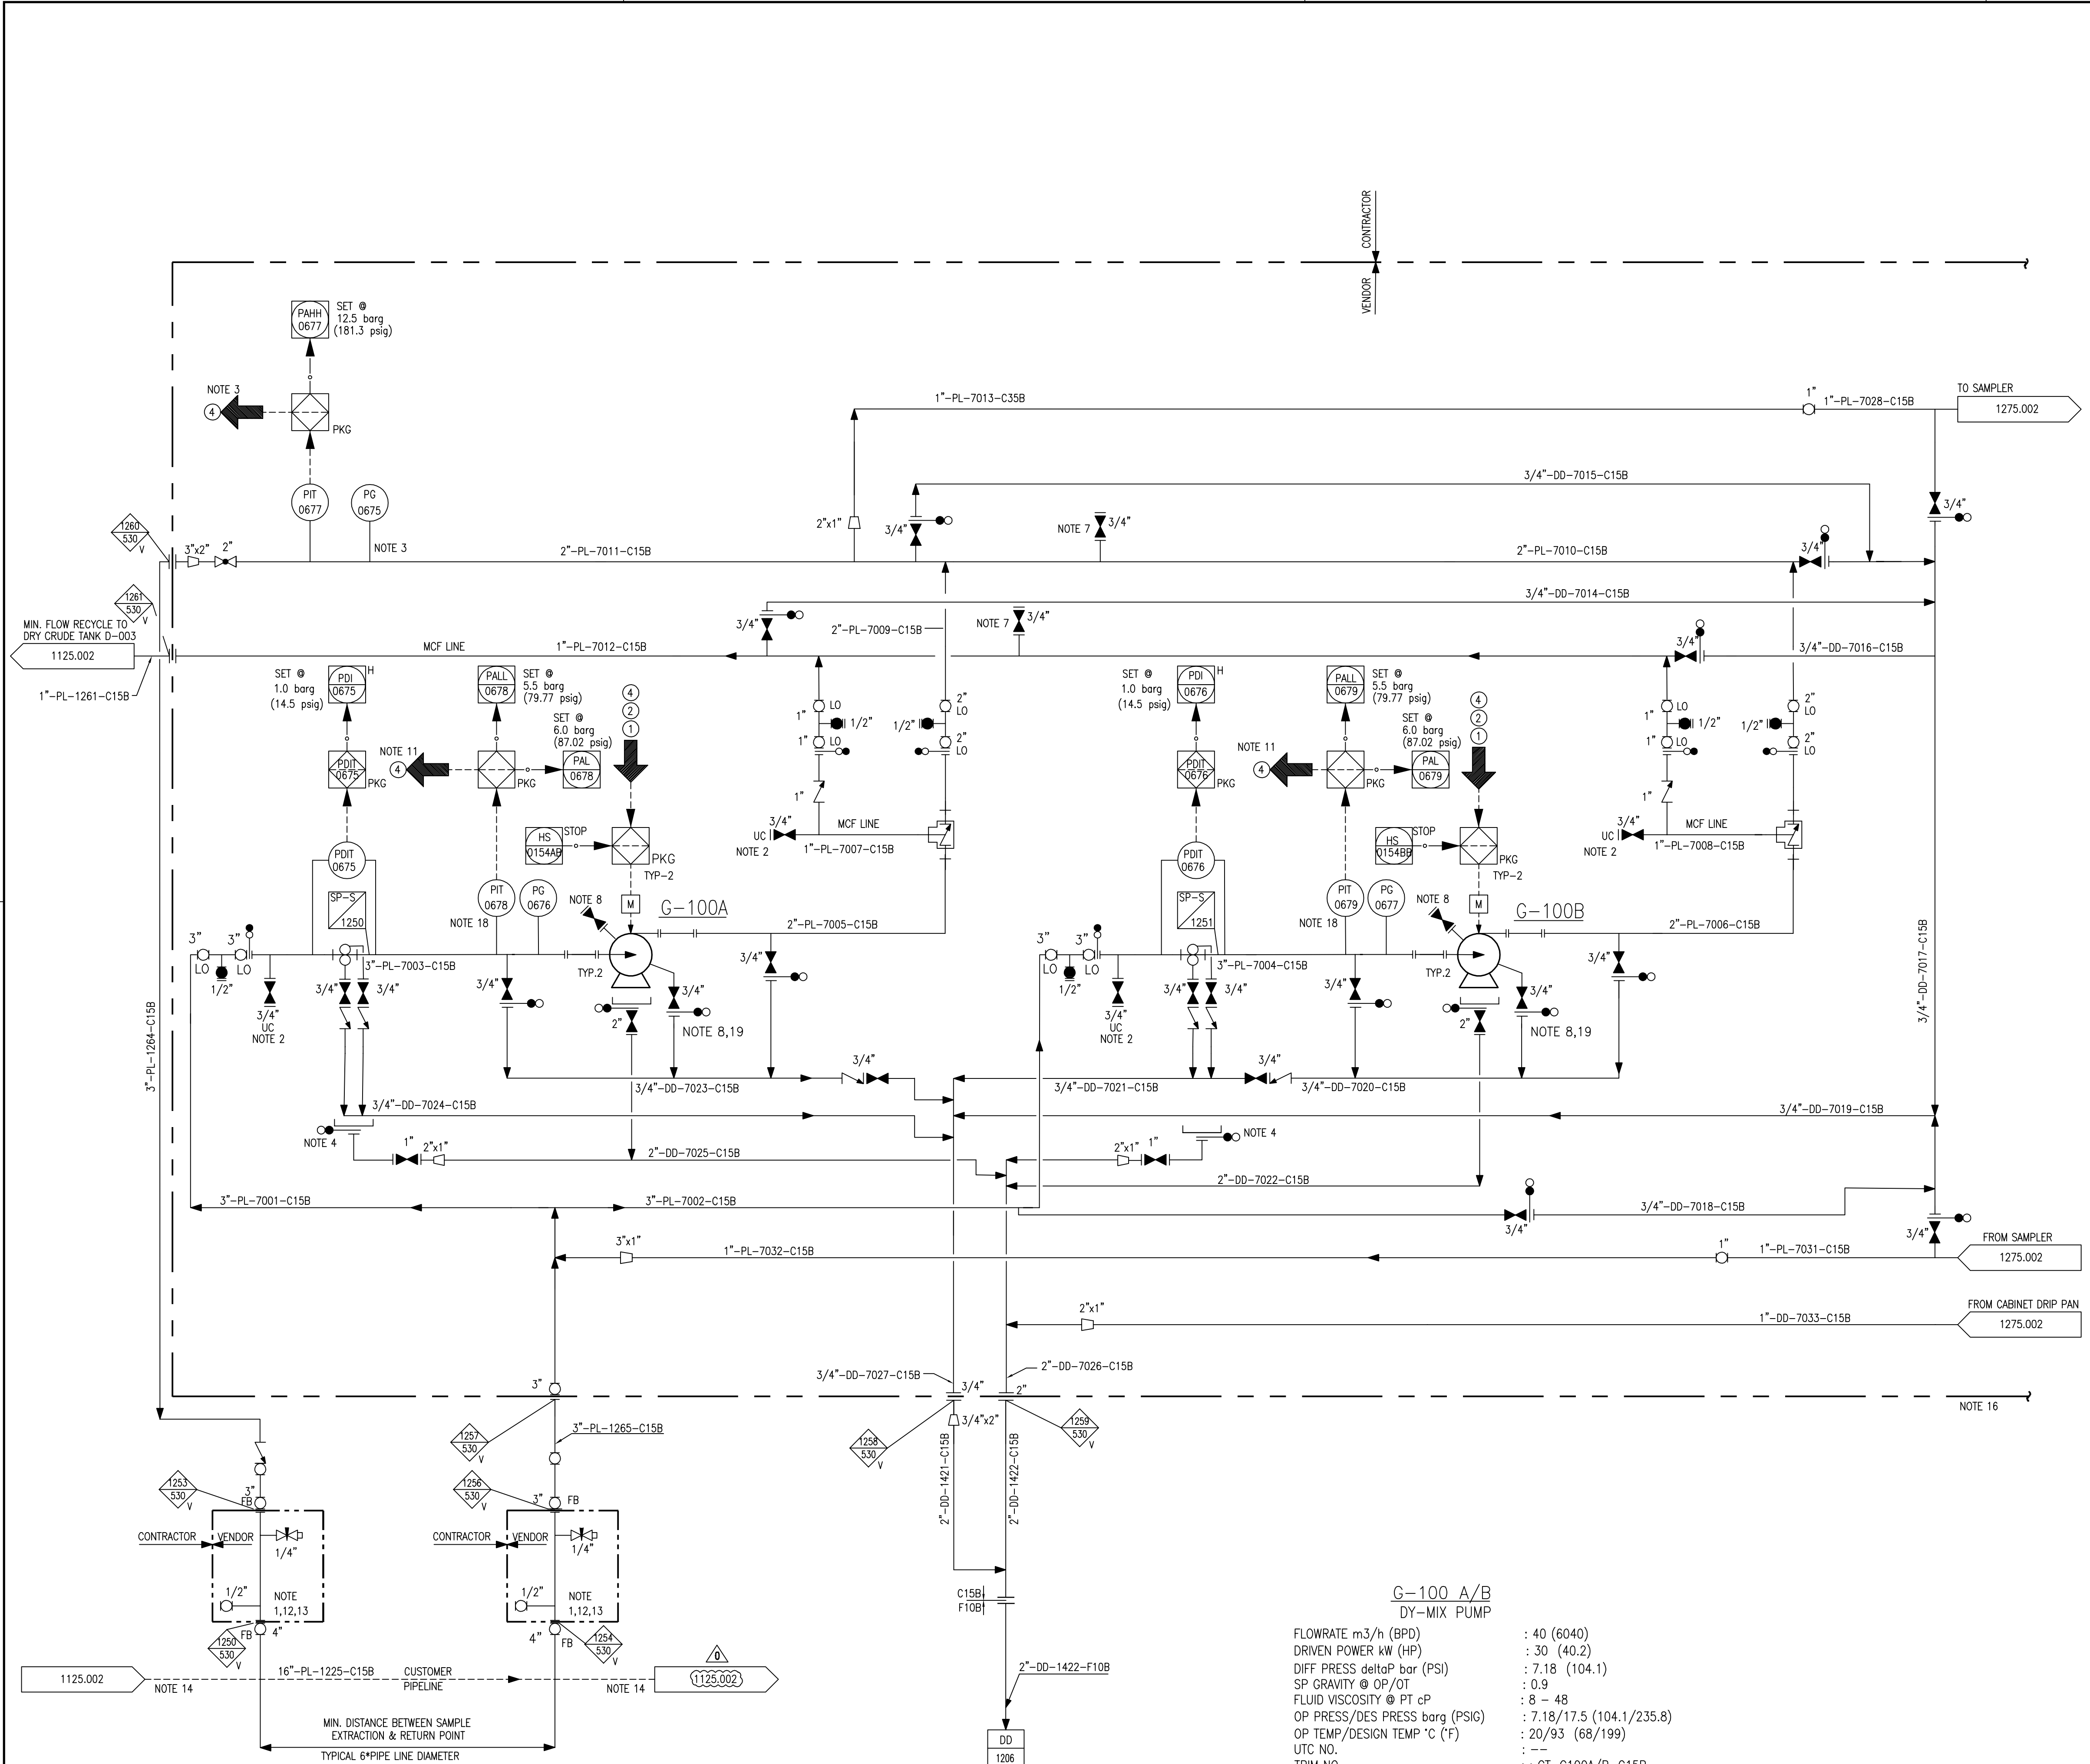 CONTRACTOR
VENDOR
PAHH
0677
SET @
12.5 barg
(181.3 psig)
NOTE 3
4
PKG
PIT
0677
PG
0675
NOTE 3
1"-PL-7013-C35B
1"
1"-PL-7028-C15B
TO SAMPLER
1275.002
3/4"-DD-7015-C15B
2"x1"
3/4"
NOTE 7
3/4"
3/4"
1260
530
V
3"x2"
2"
2"-PL-7011-C15B
2"-PL-7010-C15B
3/4"
1261
530
V
3/4"-DD-7014-C15B
MIN. FLOW RECYCLE TO
DRY CRUDE TANK D-003
1125.002
1"-PL-1261-C15B
MCF LINE
1"-PL-7012-C15B
3/4"
2"-PL-7009-C15B
NOTE 7
3/4"
3/4"
3/4"-DD-7016-C15B
SET @
1.0 barg
(14.5 psig)
PDI
0675
H
PALL
0678
SET @
5.5 barg
(79.77 psig)
SET @
6.0 barg
(87.02 psig)
4
2
1
NOTE 11
4
PDIT
0675
PKG
PKG
PAL
0678
1"
LO
1/2"
1"
LO
1"
2"
LO
1/2"
2"
LO
HS
0154AB
STOP
PKG
TYP-2
3/4"
UC
NOTE 2
MCF LINE
1"-PL-7007-C15B
PDIT
0675
SP-S
1250
PIT
0678
PG
0676
NOTE 18
NOTE 8
M
G-100A
2"-PL-7005-C15B
3"
LO
3"
LO
1/2"
3/4"
UC
NOTE 2
3"-PL-7003-C15B
3/4"
3/4"
3/4"
TYP.2
2"
3/4"
NOTE 8,19
3/4"
SET @
1.0 barg
(14.5 psig)
PDI
0676
H
PALL
0679
SET @
5.5 barg
(79.77 psig)
SET @
6.0 barg
(87.02 psig)
4
2
1
NOTE 11
4
PDIT
0676
PKG
PKG
PAL
0679
1"
LO
1/2"
1"
LO
1"
2"
LO
1/2"
2"
LO
HS
0154BB
STOP
PKG
TYP-2
3/4"
UC
NOTE 2
MCF LINE
1"-PL-7008-C15B
PDIT
0676
SP-S
1251
PIT
0679
PG
0677
NOTE 18
NOTE 8
M
G-100B
2"-PL-7006-C15B
3"
LO
3"
LO
1/2"
3/4"
UC
NOTE 2
3"-PL-7004-C15B
3/4"
3/4"
3/4"
TYP.2
2"
3/4"
NOTE 8,19
3/4"
3/4"-DD-7017-C15B
3"-PL-1264-C15B
3/4"-DD-7023-C15B
3/4"
3/4"-DD-7021-C15B
3/4"
3/4"-DD-7020-C15B
3/4"-DD-7024-C15B
3/4"-DD-7019-C15B
NOTE 4
1"
2"x1"
2"-DD-7025-C15B
2"x1"
1"
NOTE 4
2"-DD-7022-C15B
3"-PL-7001-C15B
3"-PL-7002-C15B
3/4"
3/4"-DD-7018-C15B
3/4"
3"x1"
1"-PL-7032-C15B
1"
1"-PL-7031-C15B
FROM SAMPLER
1275.002
2"x1"
1"-DD-7033-C15B
FROM CABINET DRIP PAN
1275.002
3/4"-DD-7027-C15B
2"-DD-7026-C15B
3"
3/4"
2"
NOTE 16
1257
530
V
3"-PL-1265-C15B
3/4"x2"
1258
530
V
1259
530
V
2"-DD-1421-C15B
2"-DD-1422-C15B
1253
530
V
3"
FB
1256
530
V
3"
FB
CONTRACTOR
VENDOR
1/4"
1/2"
NOTE
1,12,13
CONTRACTOR
VENDOR
1/4"
1/2"
NOTE
1,12,13
1250
530
V
FB
4"
4"
FB
1254
530
V
C15B
F10B
1125.002
NOTE 14
16"-PL-1225-C15B
CUSTOMER
PIPELINE
NOTE 14
0
1125.002
2"-DD-1422-F10B
MIN. DISTANCE BETWEEN SAMPLE
EXTRACTION & RETURN POINT
TYPICAL 6*PIPE LINE DIAMETER
DD
1206
G-100 A/B
DY-MIX PUMP
FLOWRATE m3/h (BPD) : 40 (6040)
DRIVEN POWER kW (HP) : 30 (40.2)
DIFF PRESS deltaP bar (PSI) : 7.18 (104.1)
SP GRAVITY @ OP/OT : 0.9
FLUID VISCOSITY @ PT cP : 8 - 48
OP PRESS/DES PRESS barg (PSIG) : 7.18/17.5 (104.1/235.8)
OP TEMP/DESIGN TEMP °C (°F) : 20/93 (68/199)
UTC NO. : --